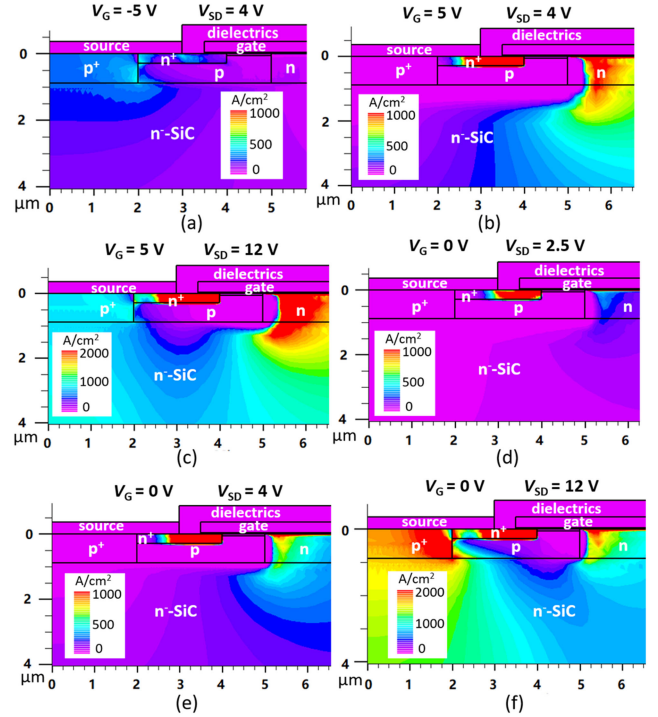 V_G = -5 V V_SD = 4 V
dielectrics
source gate
0
p+ n+ p n
A/cm²
1000
500
0
2
n⁻-SiC
4
µm
0 1 2 3 4 5
(a)
V_G = 5 V V_SD = 4 V
dielectrics
source gate
0
p+ n+ p n
A/cm²
1000
500
0
2
n⁻-SiC
4
µm
0 1 2 3 4 5 6
(b)
V_G = 5 V V_SD = 12 V
dielectrics
source gate
0
p+ n+ p n
A/cm²
2000
1000
0
2
n⁻-SiC
4
µm
0 1 2 3 4 5 6
(c)
V_G = 0 V V_SD = 2.5 V
dielectrics
source gate
0
p+ n+ p n
A/cm²
1000
500
0
2
n⁻-SiC
4
µm
0 1 2 3 4 5 6
(d)
V_G = 0 V V_SD = 4 V
dielectrics
source gate
0
p+ n+ p n
A/cm²
1000
500
0
2
n⁻-SiC
4
µm
0 1 2 3 4 5 6
(e)
V_G = 0 V V_SD = 12 V
dielectrics
source gate
0
p+ n+ p n
A/cm²
2000
1000
0
2
n⁻-SiC
4
µm
0 1 2 3 4 5 6
(f)